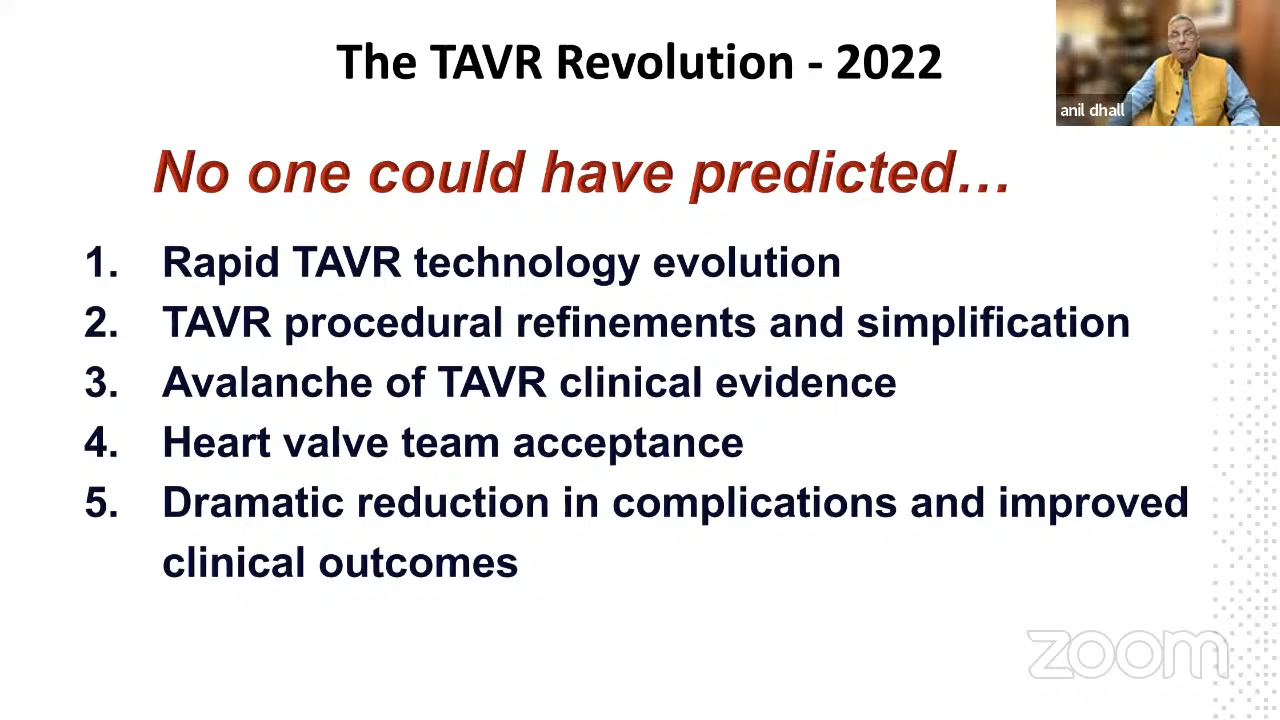 The TAVR Revolution - 2022
anil dhall
No one could have predicted...
1. Rapid TAVR technology evolution
2. TAVR procedural refinements and simplification
3. Avalanche of TAVR clinical evidence
4. Heart valve team acceptance
5. Dramatic reduction in complications and improved
clinical outcomes
zoom